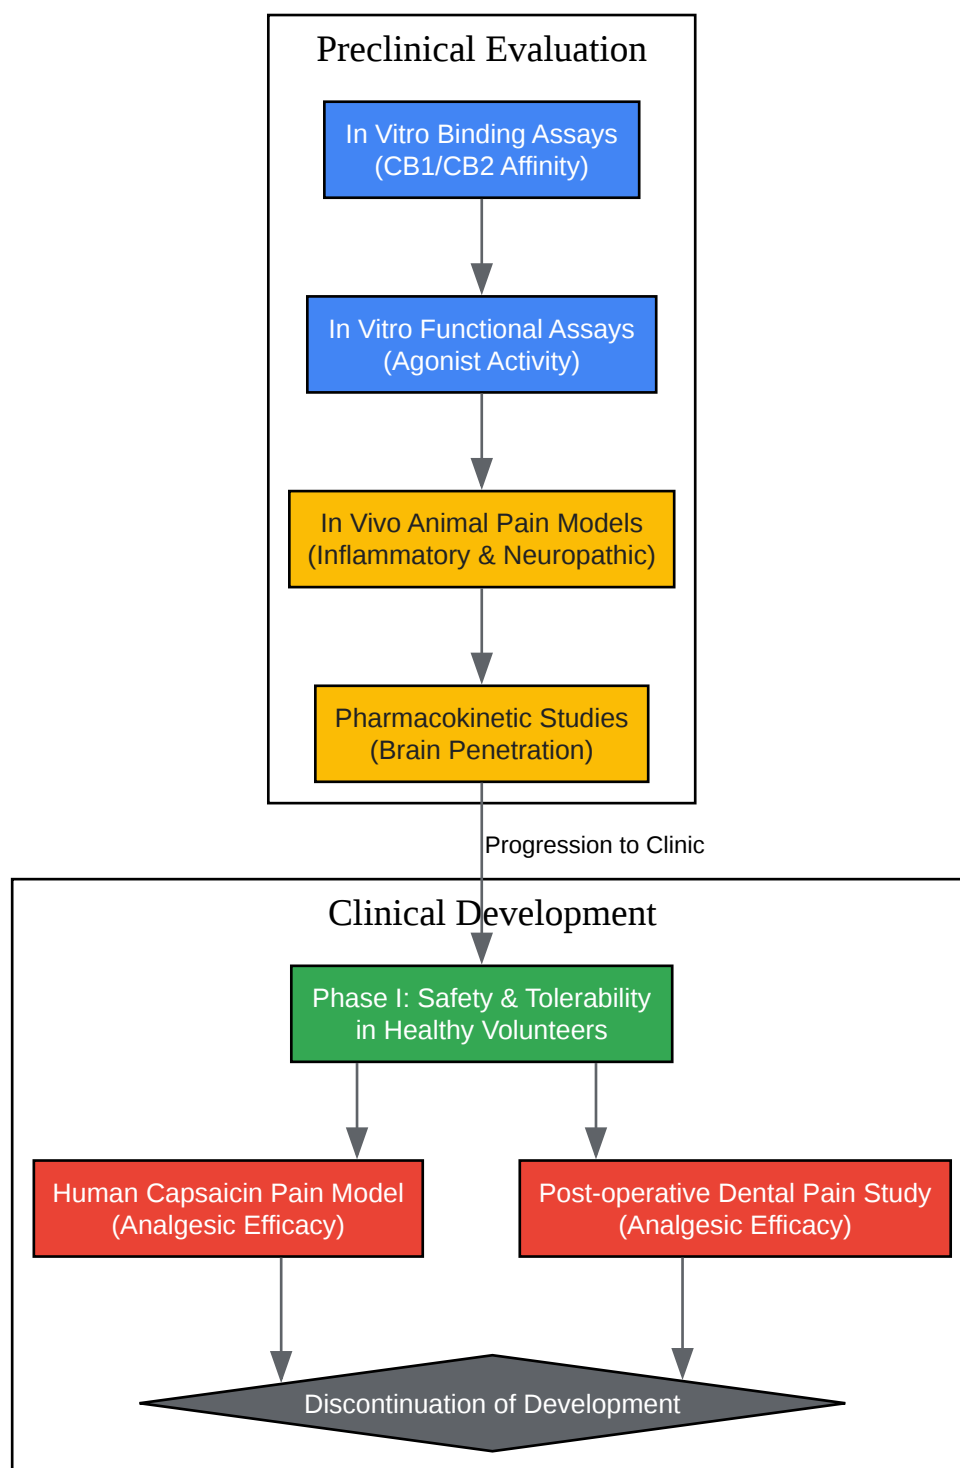 Preclinical Evaluation
In Vitro Binding Assays
(CB1/CB2 Affinity)
In Vitro Functional Assays
(Agonist Activity)
In Vivo Animal Pain Models
(Inflammatory & Neuropathic)
Pharmacokinetic Studies
(Brain Penetration)
Progression to Clinic
Clinical Development
Phase I: Safety & Tolerability
in Healthy Volunteers
Human Capsaicin Pain Model
(Analgesic Efficacy)
Post-operative Dental Pain Study
(Analgesic Efficacy)
Discontinuation of Development